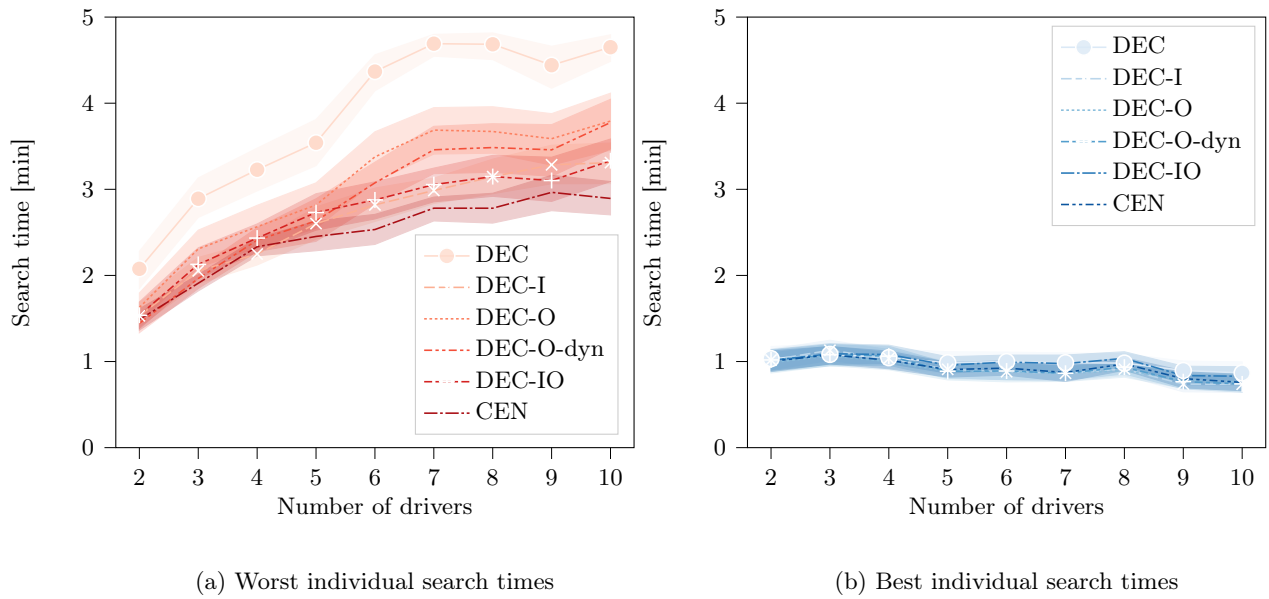 5
4
3
2
1
0
Search time [min]
DEC
DEC-I
DEC-O
DEC-O-dyn
DEC-IO
CEN
2 3 4 5 6 7 8 9 10
Number of drivers
(a) Worst individual search times
5
4
3
2
1
0
Search time [min]
DEC
DEC-I
DEC-O
DEC-O-dyn
DEC-IO
CEN
2 3 4 5 6 7 8 9 10
Number of drivers
(b) Best individual search times